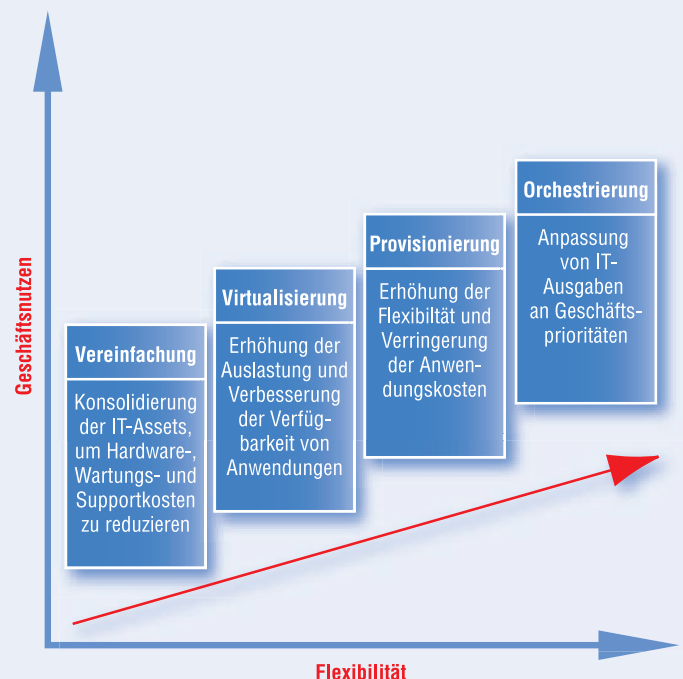 Geschäftsnutzen
Vereinfachung
Konsolidierung
der IT-Assets,
um Hardware-,
Wartungs- und
Supportkosten
zu reduzieren
Virtualisierung
Erhöhung der
Auslastung und
Verbesserung
der Verfüg-
barkeit von
Anwendungen
Provisionierung
Erhöhung der
Flexibiltät und
Verringerung
der Anwen-
dungskosten
Orchestrierung
Anpassung
von IT-
Ausgaben
an Geschäfts-
prioritäten
Flexibilität